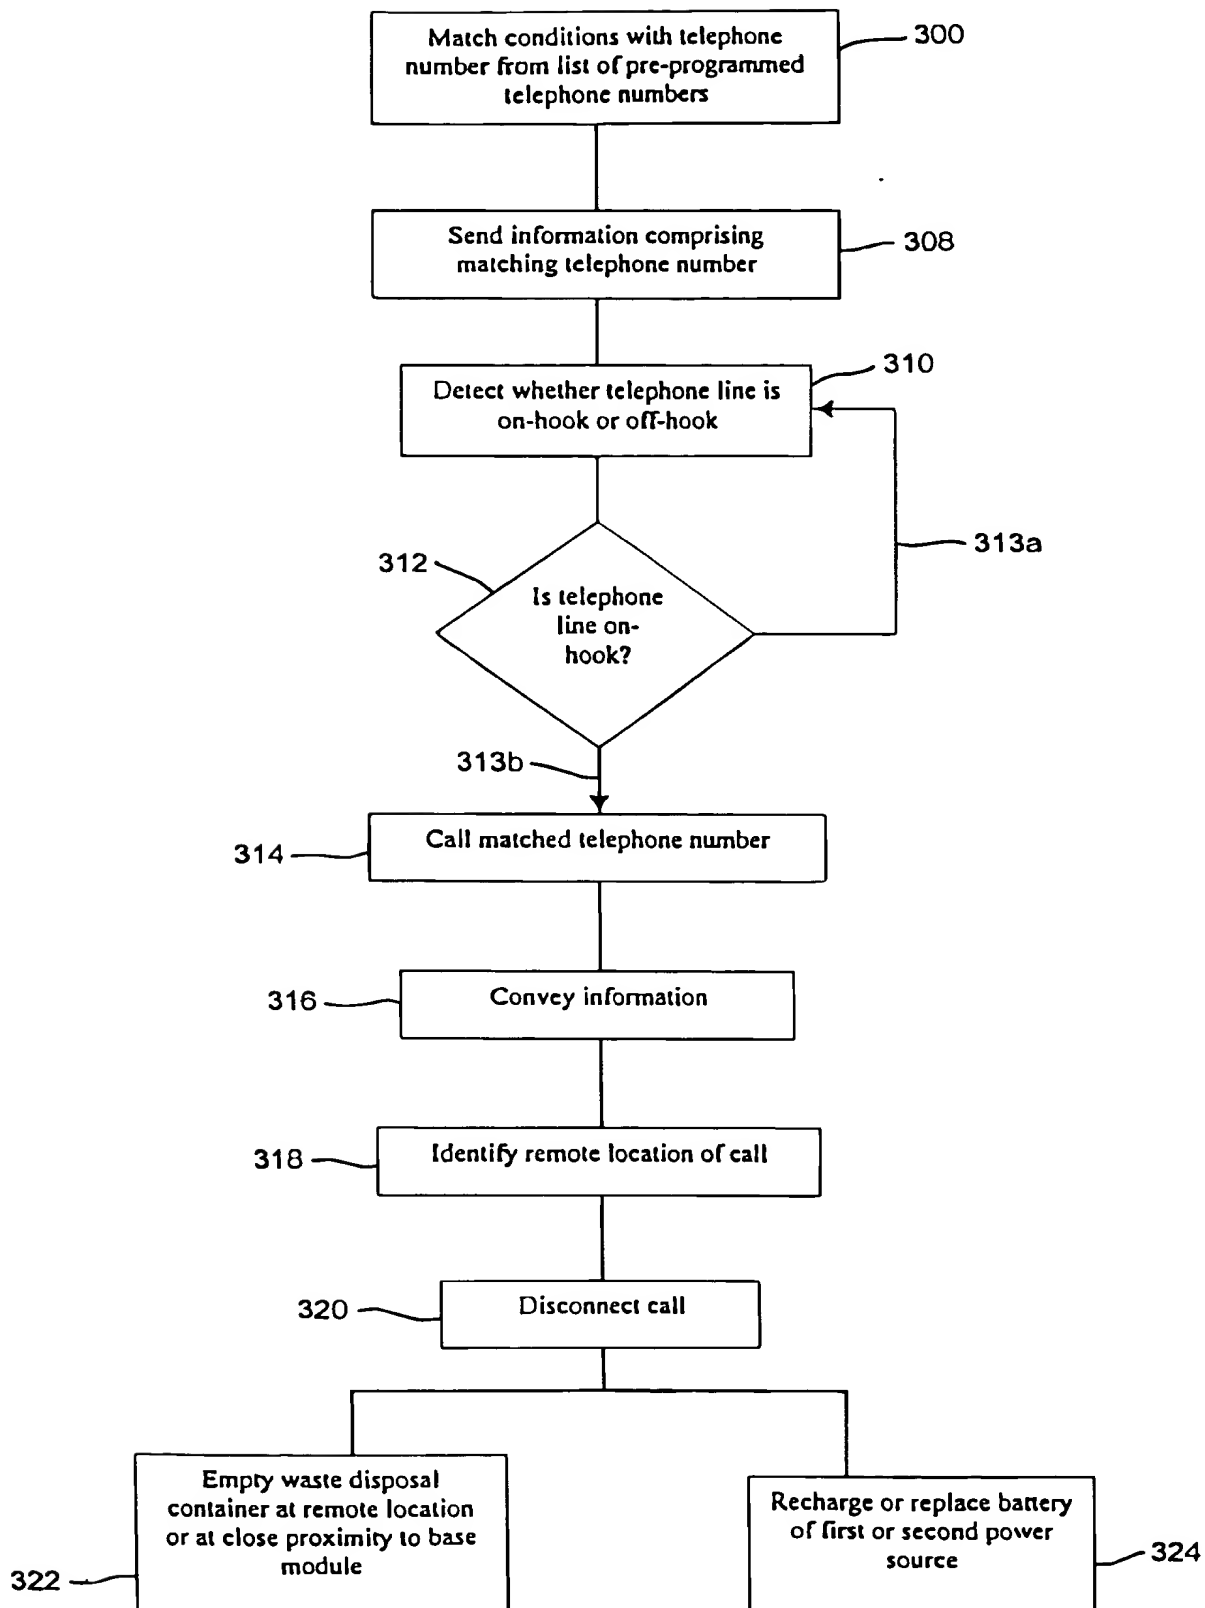 Match conditions with telephone
number from list of pre-programmed
telephone numbers
300
Send information comprising
matching telephone number
308
310
Detect whether telephone line is
on-hook or off-hook
313a
312
Is telephone
line on-
hook?
313b
Call matched telephone number
314
Convey information
316
Identify remote location of call
318
Disconnect call
320
Empty waste disposal
container at remote location
or at close proximity to base
module
322
Recharge or replace battery
of first or second power
source
324